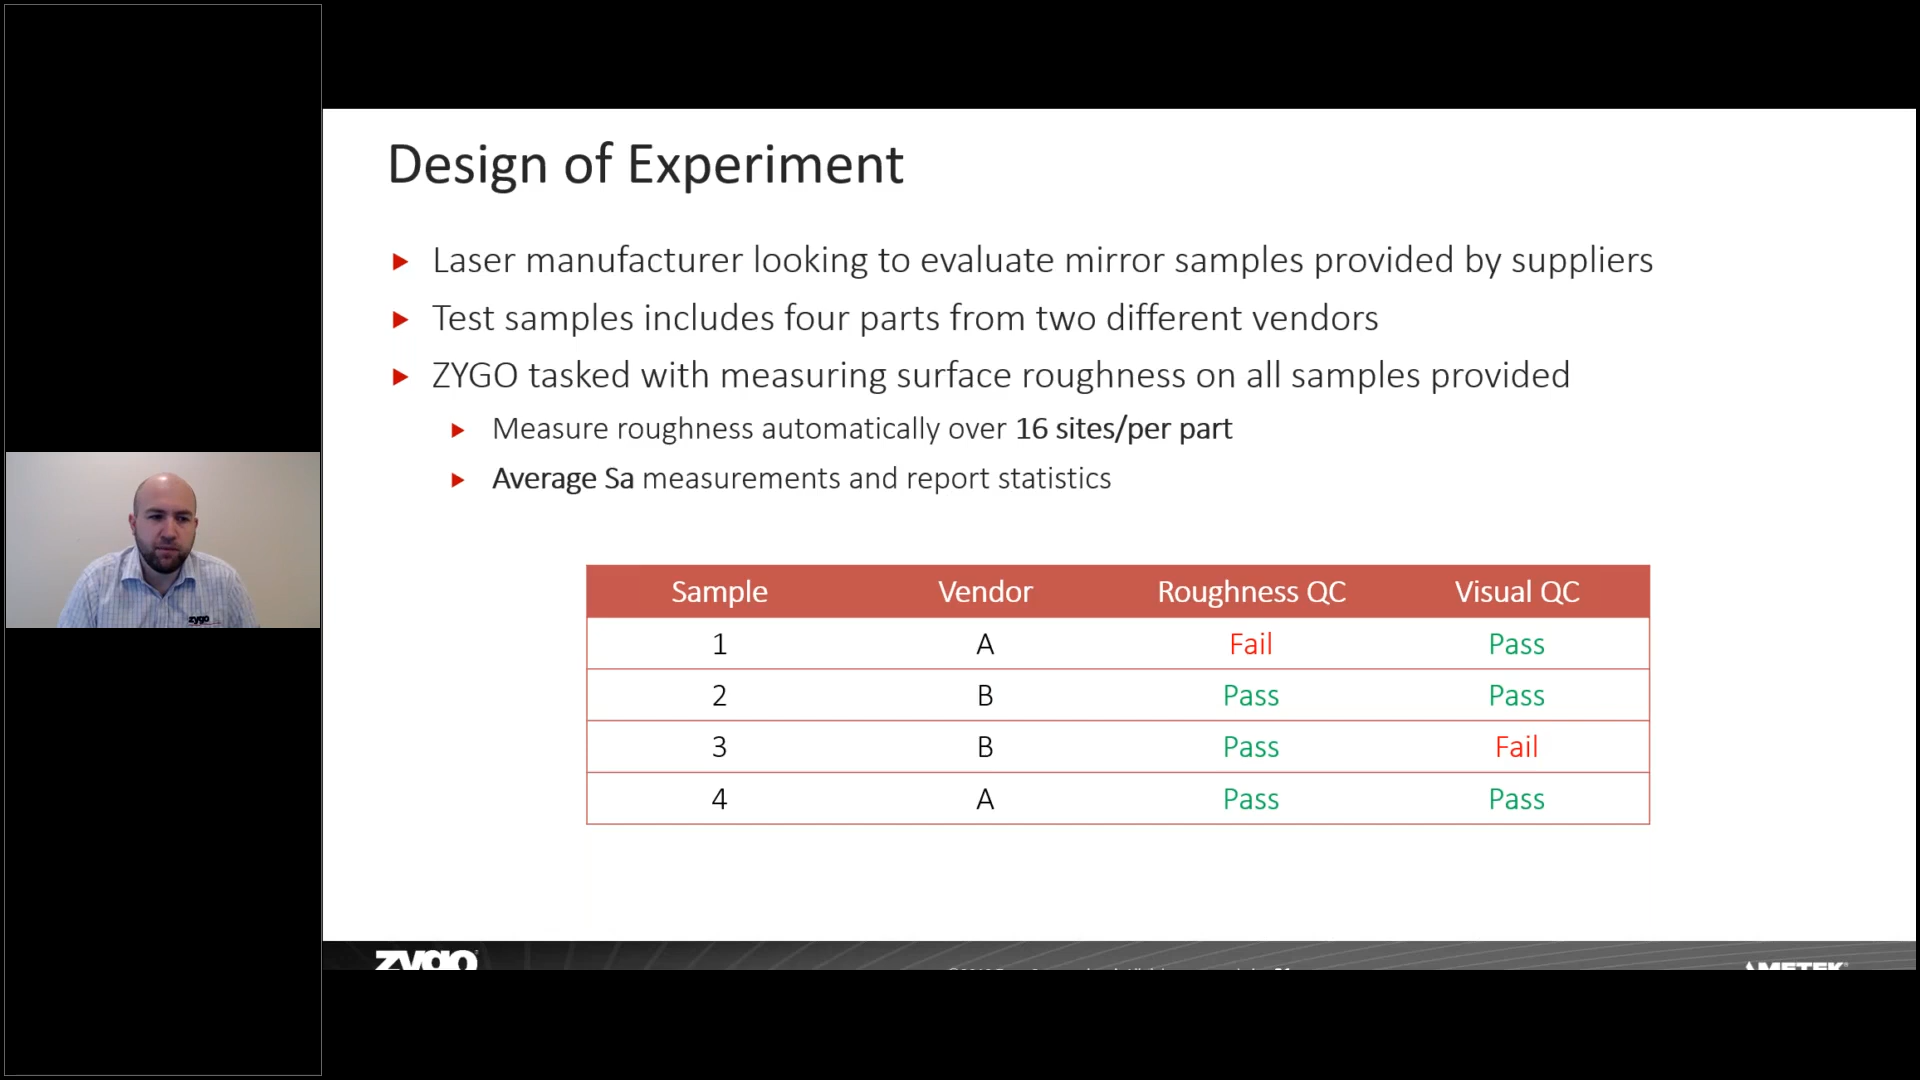 Design of Experiment
Laser manufacturer looking to evaluate mirror samples provided by suppliers
Test samples includes four parts from two different vendors
ZYGO tasked with measuring surface roughness on all samples provided
Measure roughness automatically over 16 sites/per part
Average Sa measurements and report statistics
Sample Vendor Roughness QC Visual QC
1 A Fail Pass
2 B Pass Pass
3 B Pass Fail
4 A Pass Pass
zygo
zygo
AMETEK